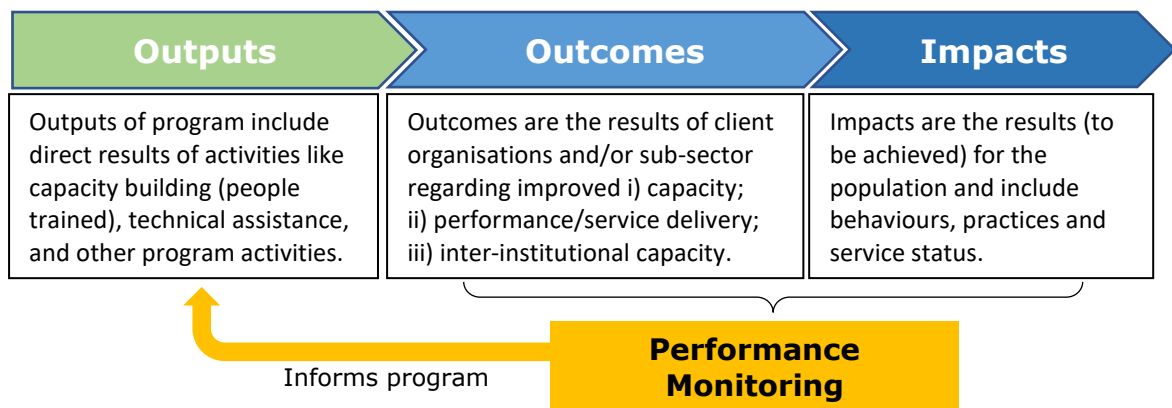 Outputs
Outcomes
Impacts
Outputs of program include
direct results of activities like
capacity building (people
trained), technical assistance,
and other program activities.
Outcomes are the results of client
organisations and/or sub-sector
regarding improved i) capacity;
ii) performance/service delivery;
iii) inter-institutional capacity.
Impacts are the results (to
be achieved) for the
population and include
behaviours, practices and
service status.
Performance
Monitoring
Informs program